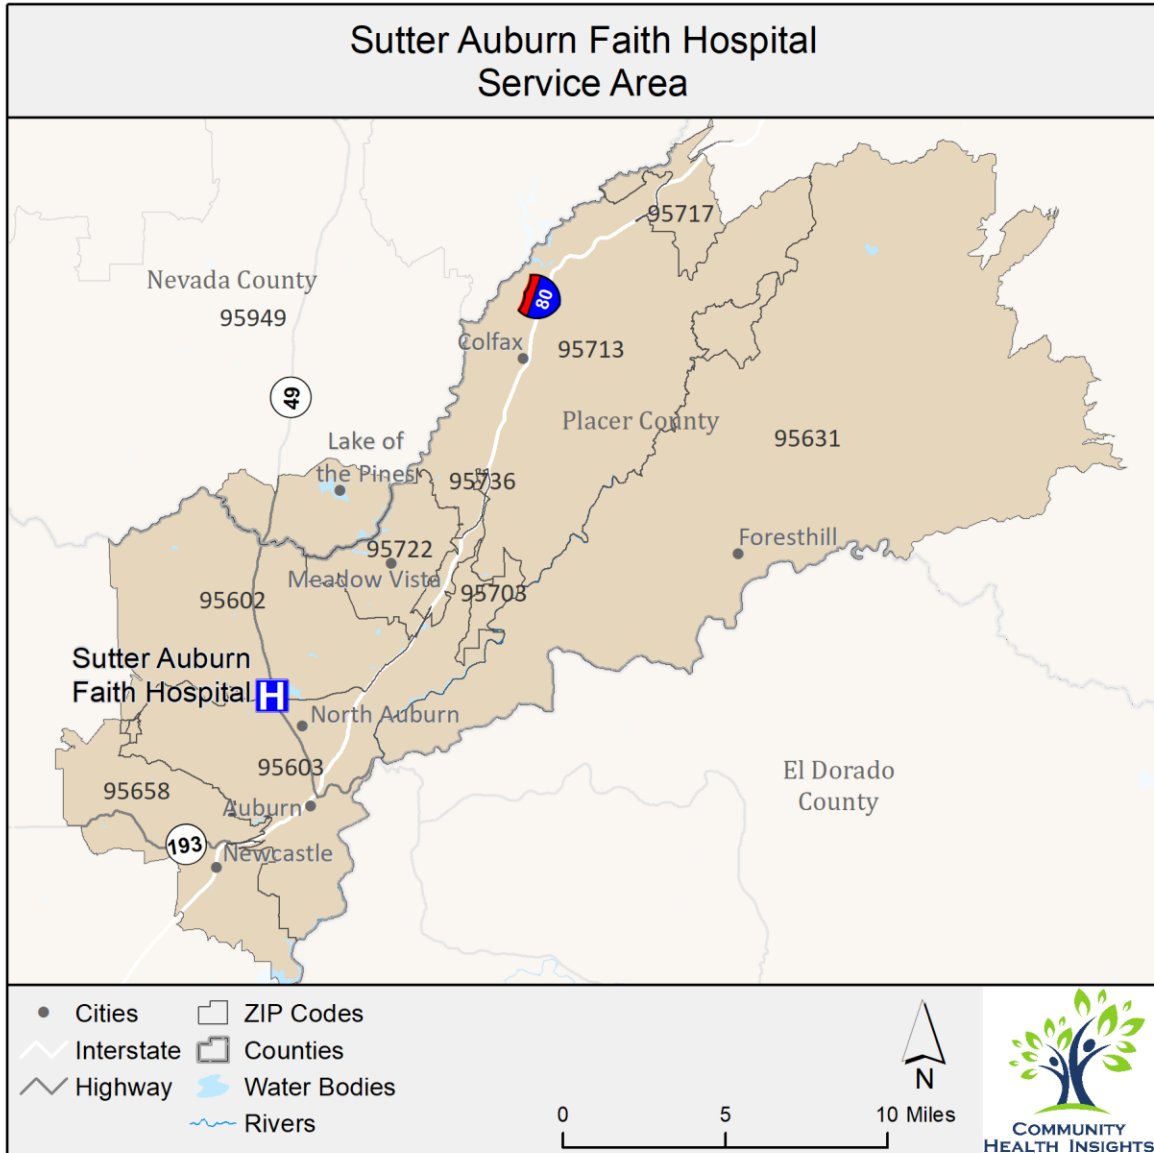 Sutter Auburn Faith Hospital
Service Area
95717
Nevada County
95949
80
Colfax
95713
49
Placer County
95631
Lake of
the Pines
95736
Foresthill
95722
Meadow Vista
95602
95703
Sutter Auburn
Faith Hospital
H
North Auburn
95603
El Dorado
County
95658
Auburn
193
Newcastle
Cities
ZIP Codes
Interstate
Counties
Highway
Water Bodies
Rivers
N
0 5 10 Miles
COMMUNITY
HEALTH INSIGHTS